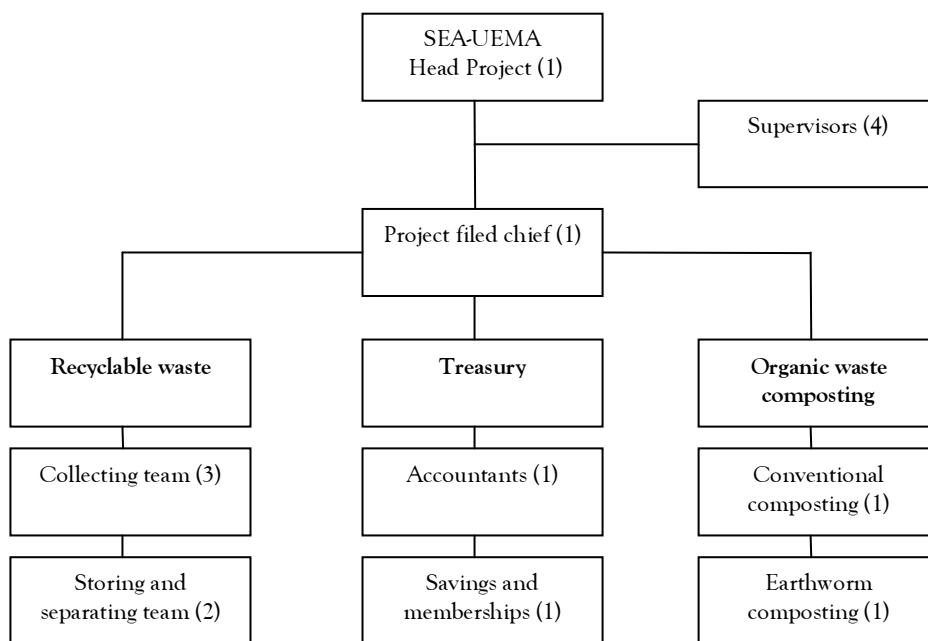 SEA-UEMA
Head Project (1)
Supervisors (4)
Project filed chief (1)
Recyclable waste
Treasury
Organic waste
composting
Collecting team (3)
Accountants (1)
Conventional
composting (1)
Storing and
separating team (2)
Savings and
memberships (1)
Earthworm
composting (1)